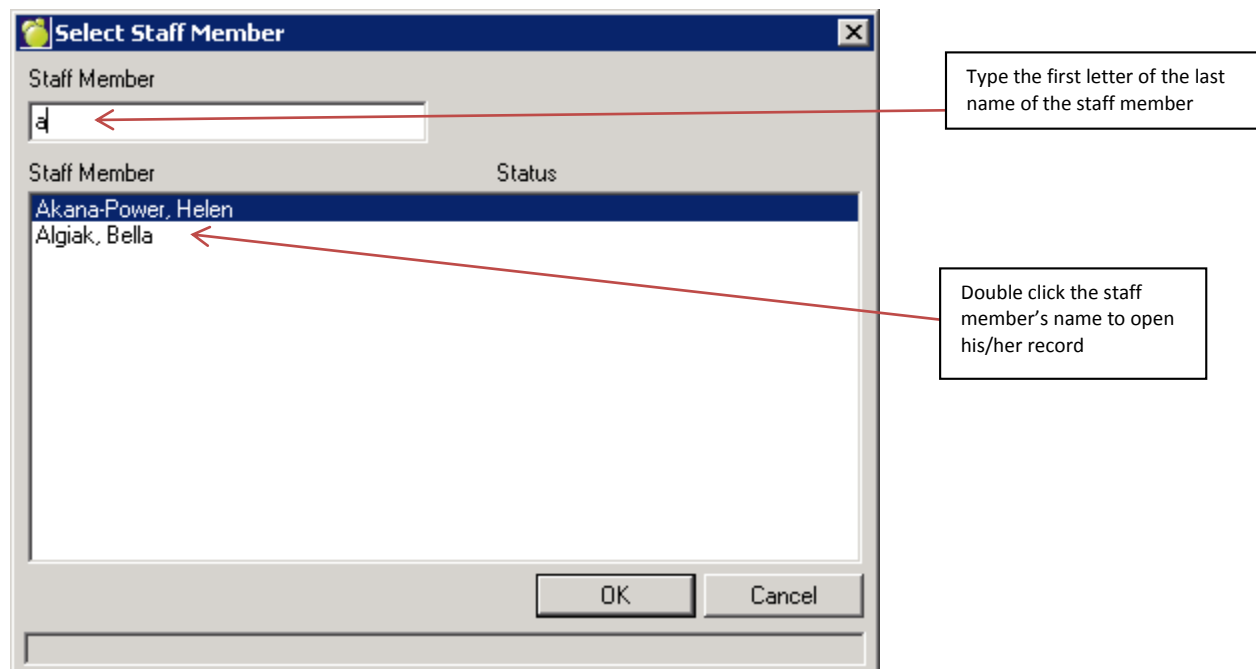 Select Staff Member
Staff Member
a
Type the first letter of the last
name of the staff member
Staff Member Status
Akana-Power, Helen
Algiak, Bella
Double click the staff
member’s name to open
his/her record
OK Cancel